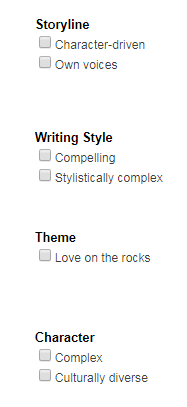 Storyline
Character-driven
Own voices
Writing Style
Compelling
Stylistically complex
Theme
Love on the rocks
Character
Complex
Culturally diverse